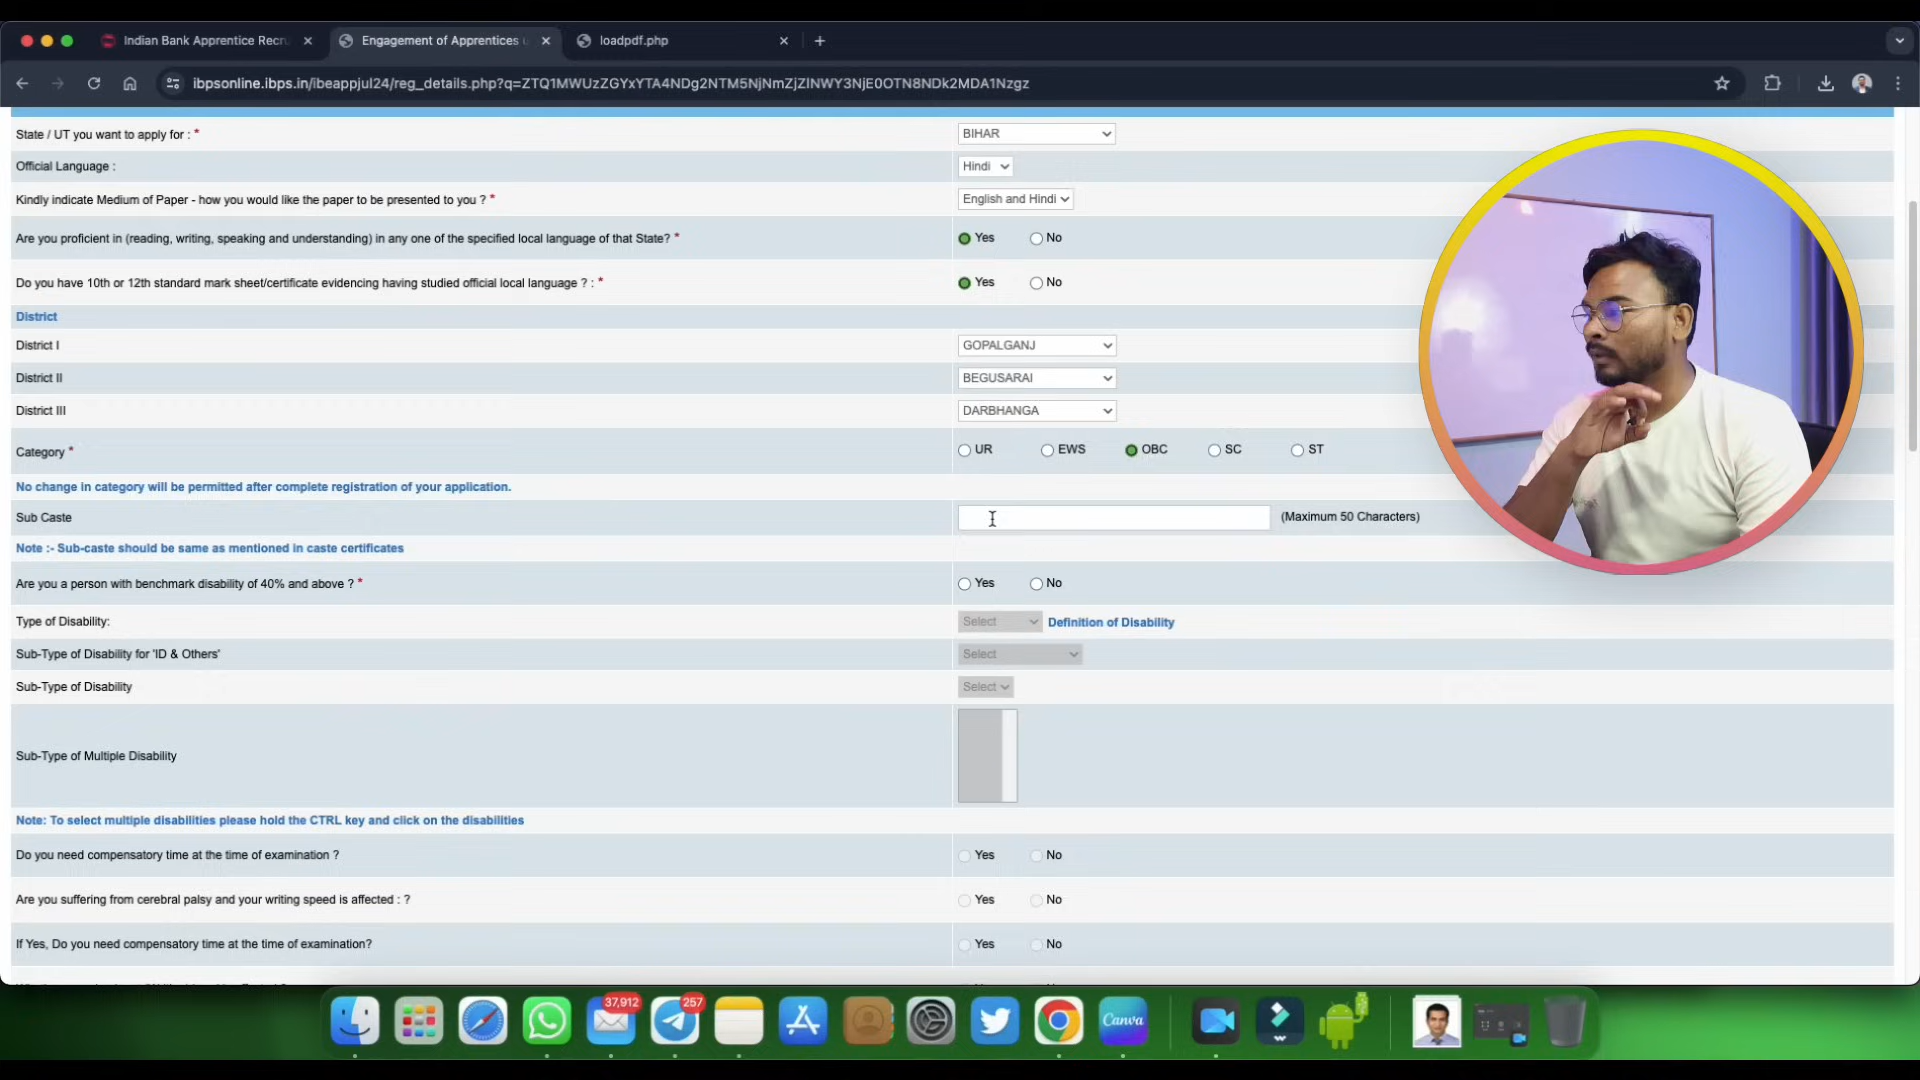 Indian Bank Apprentice Recru
Engagement of Apprentices u
loadpdf.php
ibpsonline.ibps.in/ibeappjul24/reg_details.php?q=ZTQ1MWUzZGYxYTA4NDg2NTM5NjNmZjZlNWY3NjE0OTN8NDk2MDA1Nzgz
State / UT you want to apply for : * BIHAR
Official Language : Hindi
Kindly indicate Medium of Paper - how you would like the paper to be presented to you ? * English and Hindi
Are you proficient in (reading, writing, speaking and understanding) in any one of the specified local language of that State? * Yes No
Do you have 10th or 12th standard mark sheet/certificate evidencing having studied official local language ? : * Yes No
District
District I GOPALGANJ
District II BEGUSARAI
District III DARBHANGA
Category * UR EWS OBC SC ST
No change in category will be permitted after complete registration of your application.
Sub Caste (Maximum 50 Characters)
Note :- Sub-caste should be same as mentioned in caste certificates
Are you a person with benchmark disability of 40% and above ? * Yes No
Type of Disability: Select Definition of Disability
Sub-Type of Disability for 'ID & Others' Select
Sub-Type of Disability Select
Sub-Type of Multiple Disability
Note: To select multiple disabilities please hold the CTRL key and click on the disabilities
Do you need compensatory time at the time of examination ? Yes No
Are you suffering from cerebral palsy and your writing speed is affected : ? Yes No
If Yes, Do you need compensatory time at the time of examination? Yes No
37,912
257
Canva